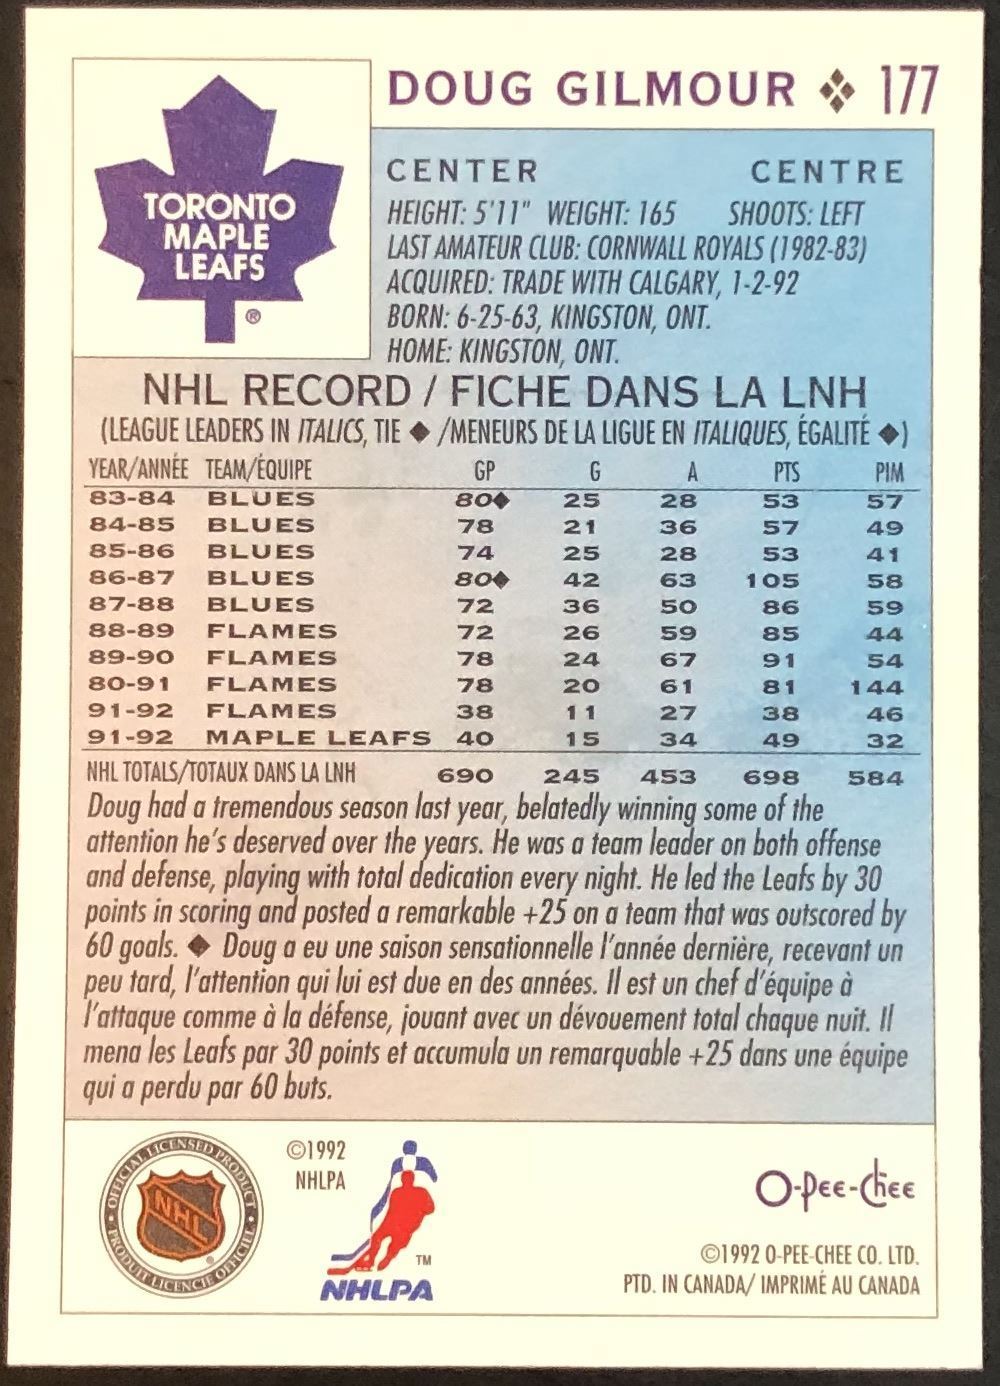 DOUG GILMOUR ❖ 177
TORONTO
MAPLE
LEAFS
®
CENTER CENTRE
HEIGHT: 5'11" WEIGHT: 165 SHOOTS: LEFT
LAST AMATEUR CLUB: CORNWALL ROYALS (1982-83)
ACQUIRED: TRADE WITH CALGARY, 1-2-92
BORN: 6-25-63, KINGSTON, ONT.
HOME: KINGSTON, ONT.
NHL RECORD / FICHE DANS LA LNH
(LEAGUE LEADERS IN ITALICS, TIE ◆ /MENEURS DE LA LIGUE EN ITALIQUES, ÉGALITÉ ◆)
YEAR/ANNÉE TEAM/ÉQUIPE GP G A PTS PIM
83-84 BLUES 80◆ 25 28 53 57
84-85 BLUES 78 21 36 57 49
85-86 BLUES 74 25 28 53 41
86-87 BLUES 80◆ 42 63 105 58
87-88 BLUES 72 36 50 86 59
88-89 FLAMES 72 26 59 85 44
89-90 FLAMES 78 24 67 91 54
80-91 FLAMES 78 20 61 81 144
91-92 FLAMES 38 11 27 38 46
91-92 MAPLE LEAFS 40 15 34 49 32
NHL TOTALS/TOTAUX DANS LA LNH 690 245 453 698 584
Doug had a tremendous season last year, belatedly winning some of the
attention he's deserved over the years. He was a team leader on both offense
and defense, playing with total dedication every night. He led the Leafs by 30
points in scoring and posted a remarkable +25 on a team that was outscored by
60 goals. ◆ Doug a eu une saison sensationnelle l'année dernière, recevant un
peu tard, l'attention qui lui est due en des années. Il est un chef d'équipe à
l'attaque comme à la défense, jouant avec un dévouement total chaque nuit. Il
mena les Leafs par 30 points et accumula un remarquable +25 dans une équipe
qui a perdu par 60 buts.
OFFICIAL LICENSED PRODUCT
NHL
PRODUIT LICENCIE OFFICIEL
©1992
NHLPA
™
NHLPA
O-Pee-Chee
©1992 O-PEE-CHEE CO. LTD.
PTD. IN CANADA/ IMPRIMÉ AU CANADA